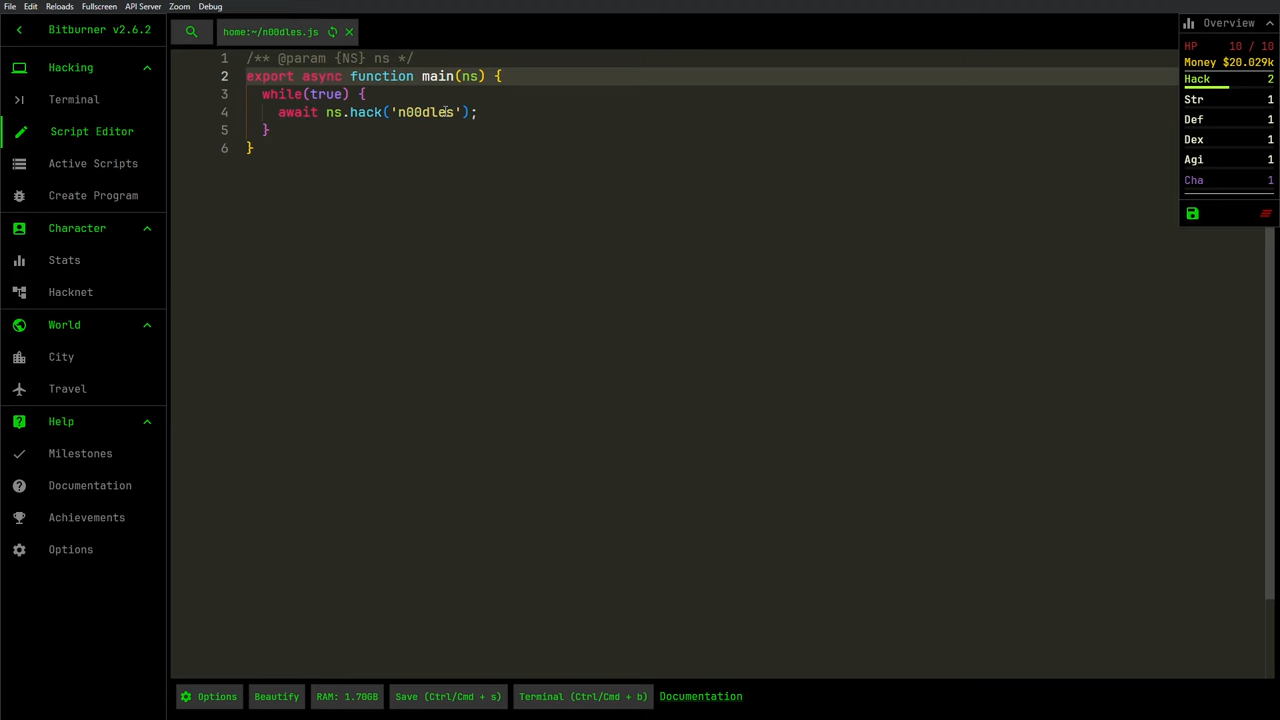 File Edit Reloads Fullscreen API Server Zoom Debug
Bitburner v2.6.2
Hacking
Terminal
Script Editor
Active Scripts
Create Program
Character
Stats
Hacknet
World
City
Travel
Help
Milestones
Documentation
Achievements
Options
home:~/n00dles.js
1 /** @param {NS} ns */
2 export async function main(ns) {
3 while(true) {
4 await ns.hack('n00dles');
5 }
6 }
Options Beautify RAM: 1.70GB Save (Ctrl/Cmd + s) Terminal (Ctrl/Cmd + b) Documentation
Overview
HP 10 / 10
Money $20.029k
Hack 2
Str 1
Def 1
Dex 1
Agi 1
Cha 1